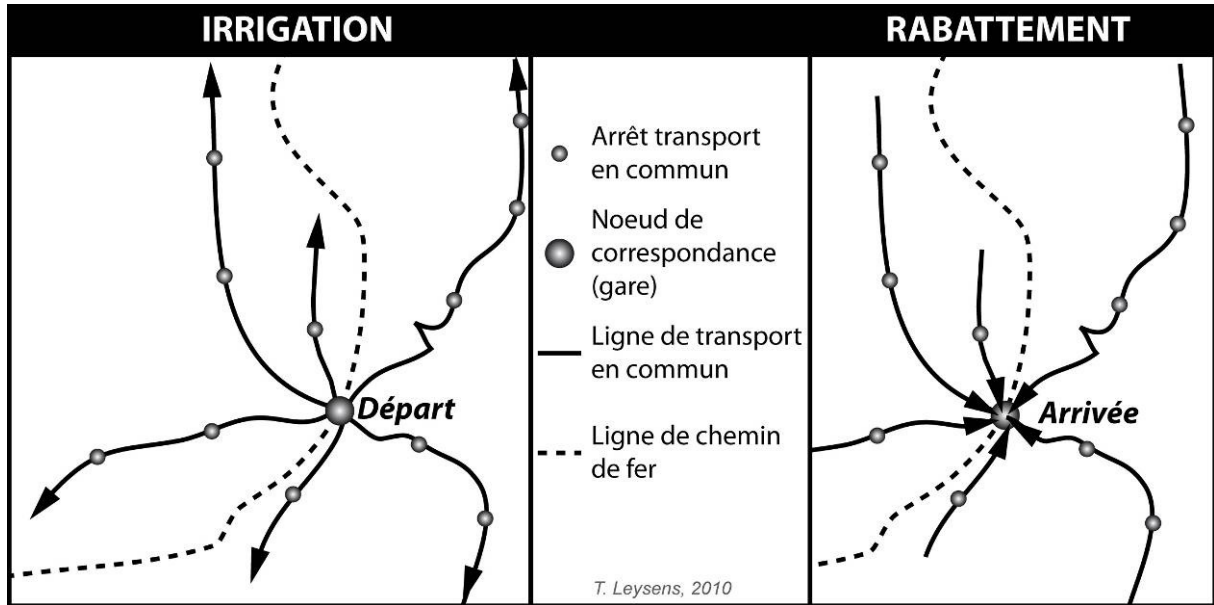 IRRIGATION
RABATTEMENT
Départ
Arrêt transport
en commun
Noeud de
correspondance
(gare)
Ligne de transport
en commun
Ligne de chemin
de fer
T. Leysens, 2010
Arrivée